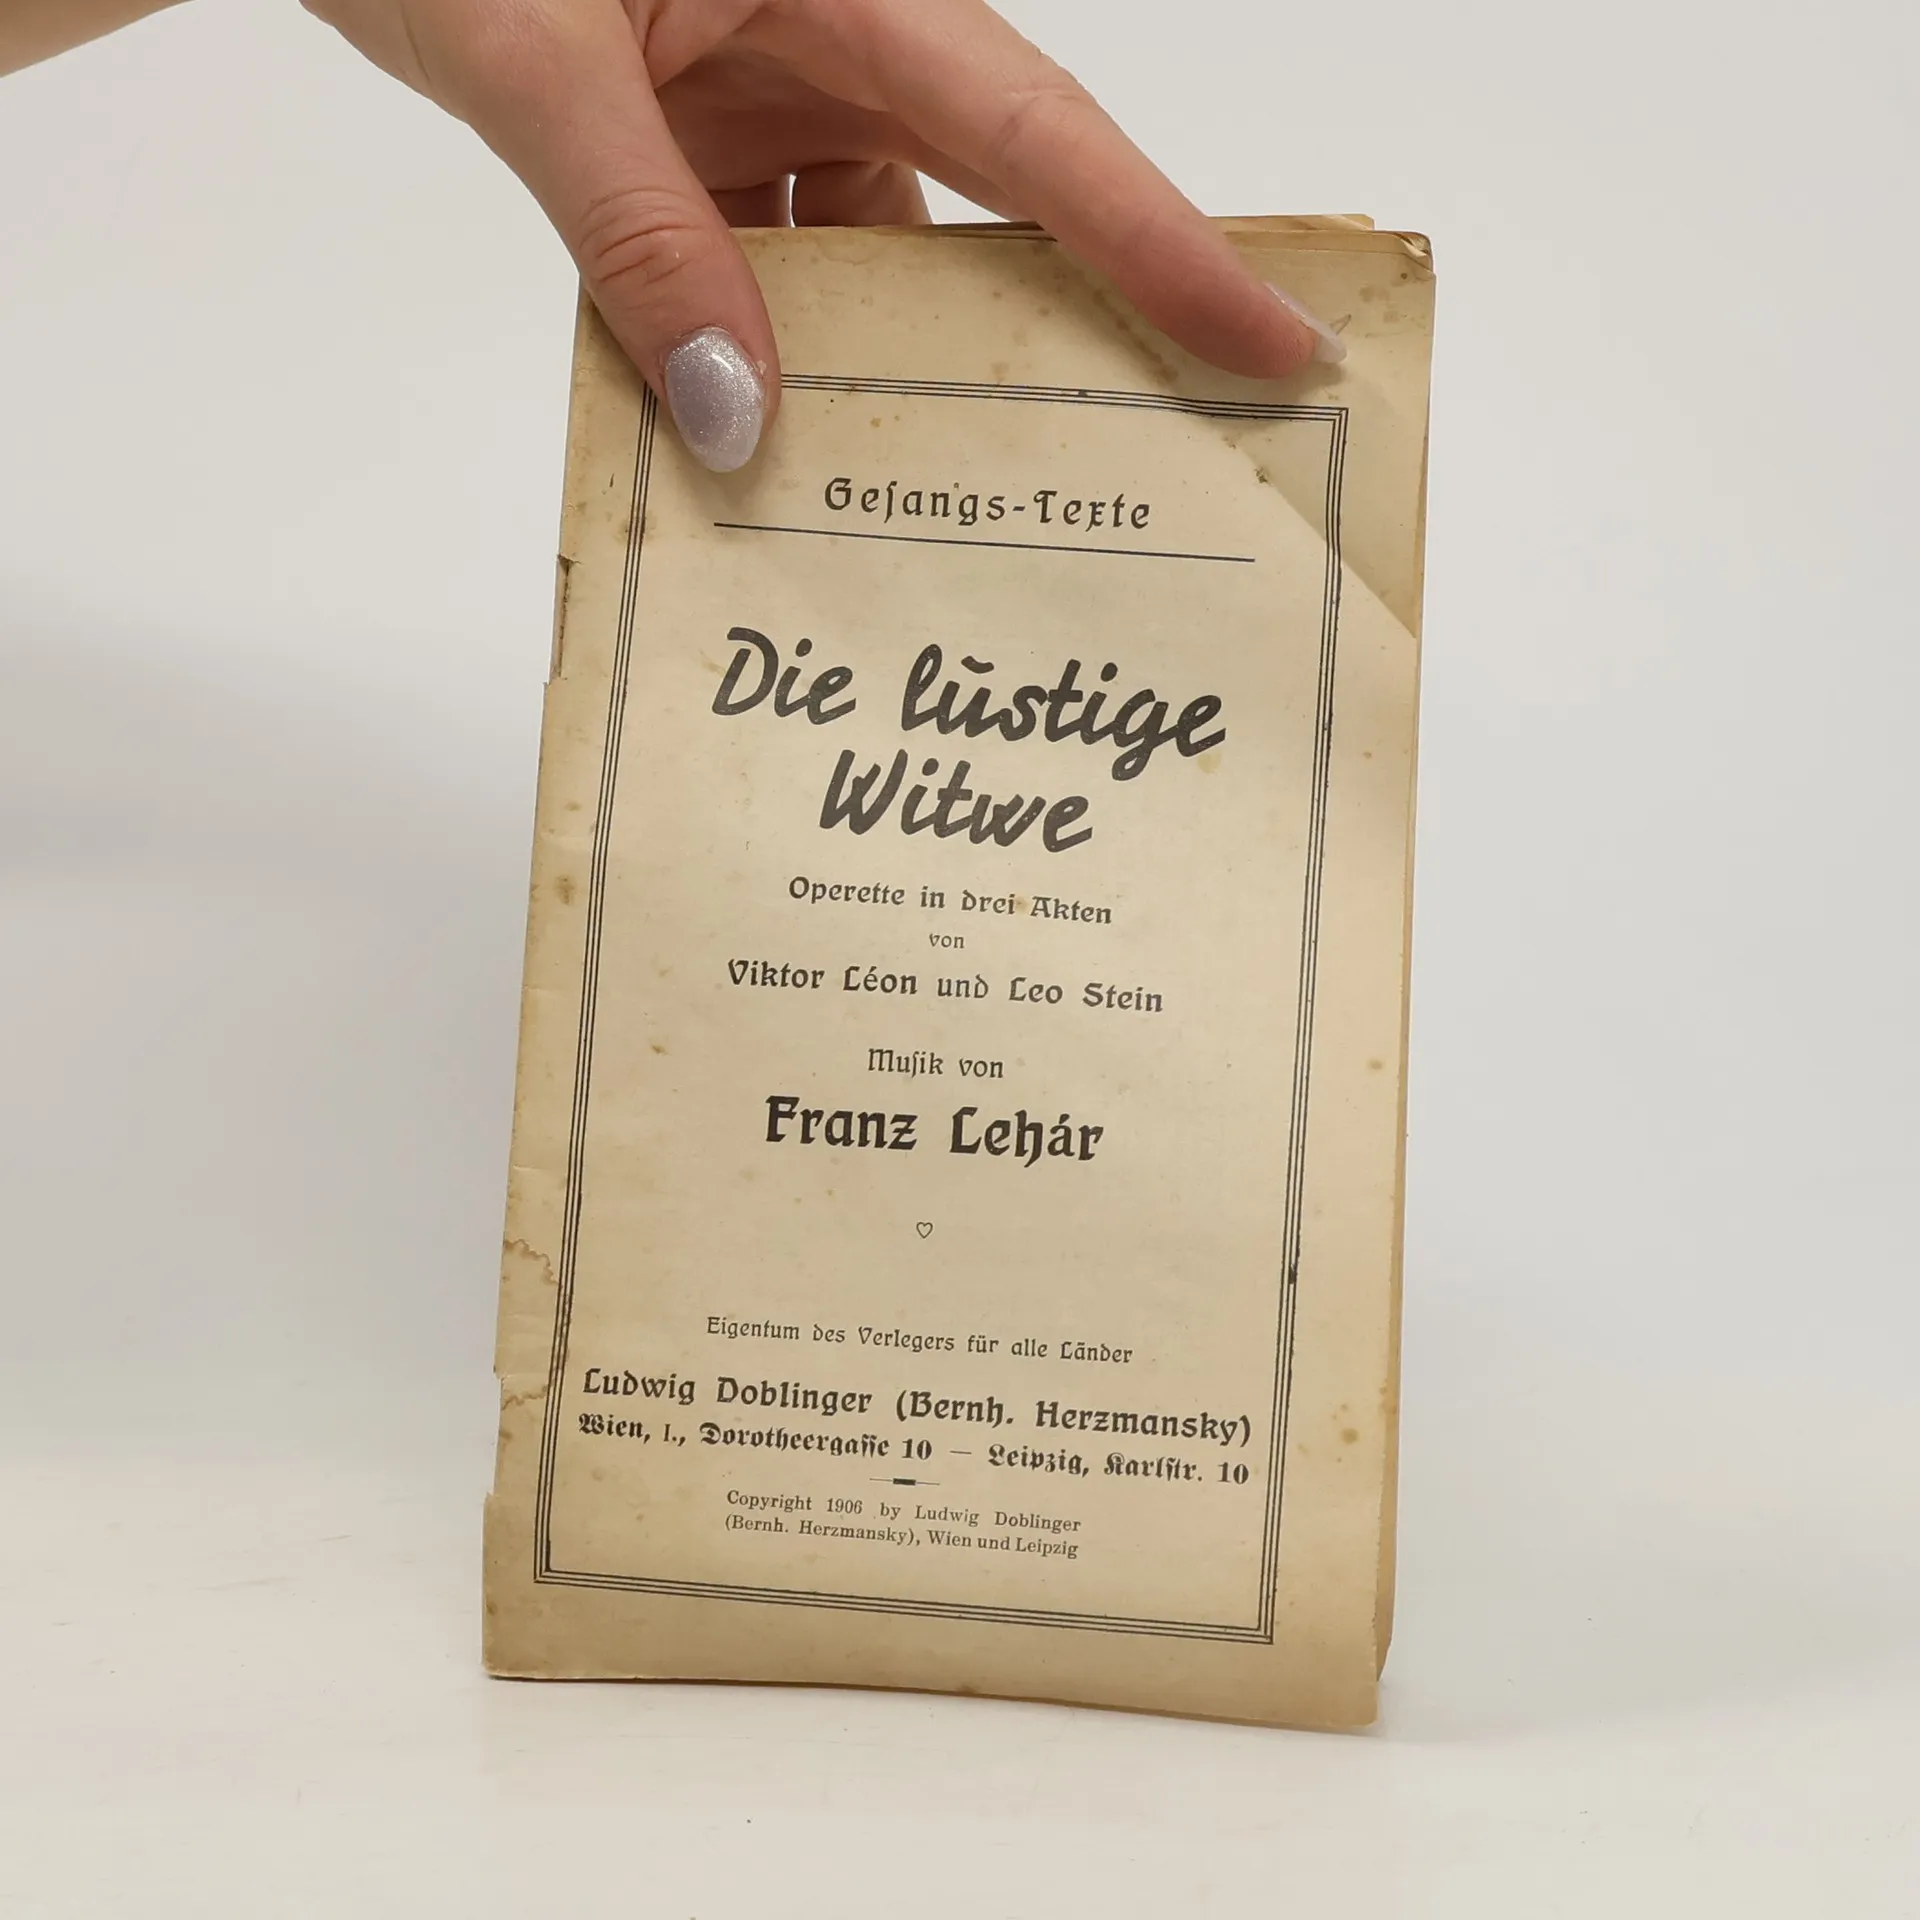 Geſangs-Texte
Die lustige
Witwe
Operette in drei Akten
von
Viktor Léon und Leo Stein
Muſik von
Franz Lehár
Eigentum des Verlegers für alle Länder
Ludwig Doblinger (Bernh. Herzmansky)
Wien, I., Dorotheergaſſe 10 — Leipzig, Karlſtr. 10
Copyright 1906 by Ludwig Doblinger
(Bernh. Herzmansky), Wien und Leipzig